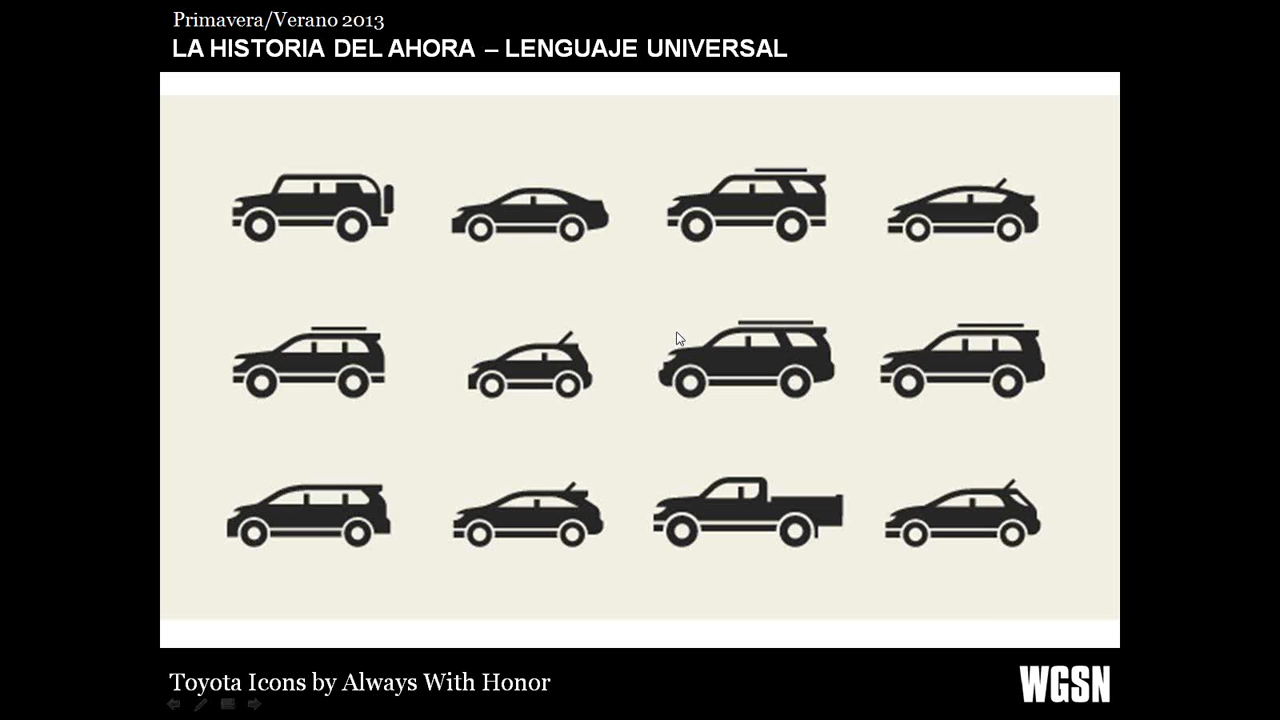 Primavera/Verano 2013
LA HISTORIA DEL AHORA – LENGUAJE UNIVERSAL
Toyota Icons by Always With Honor
WGSN